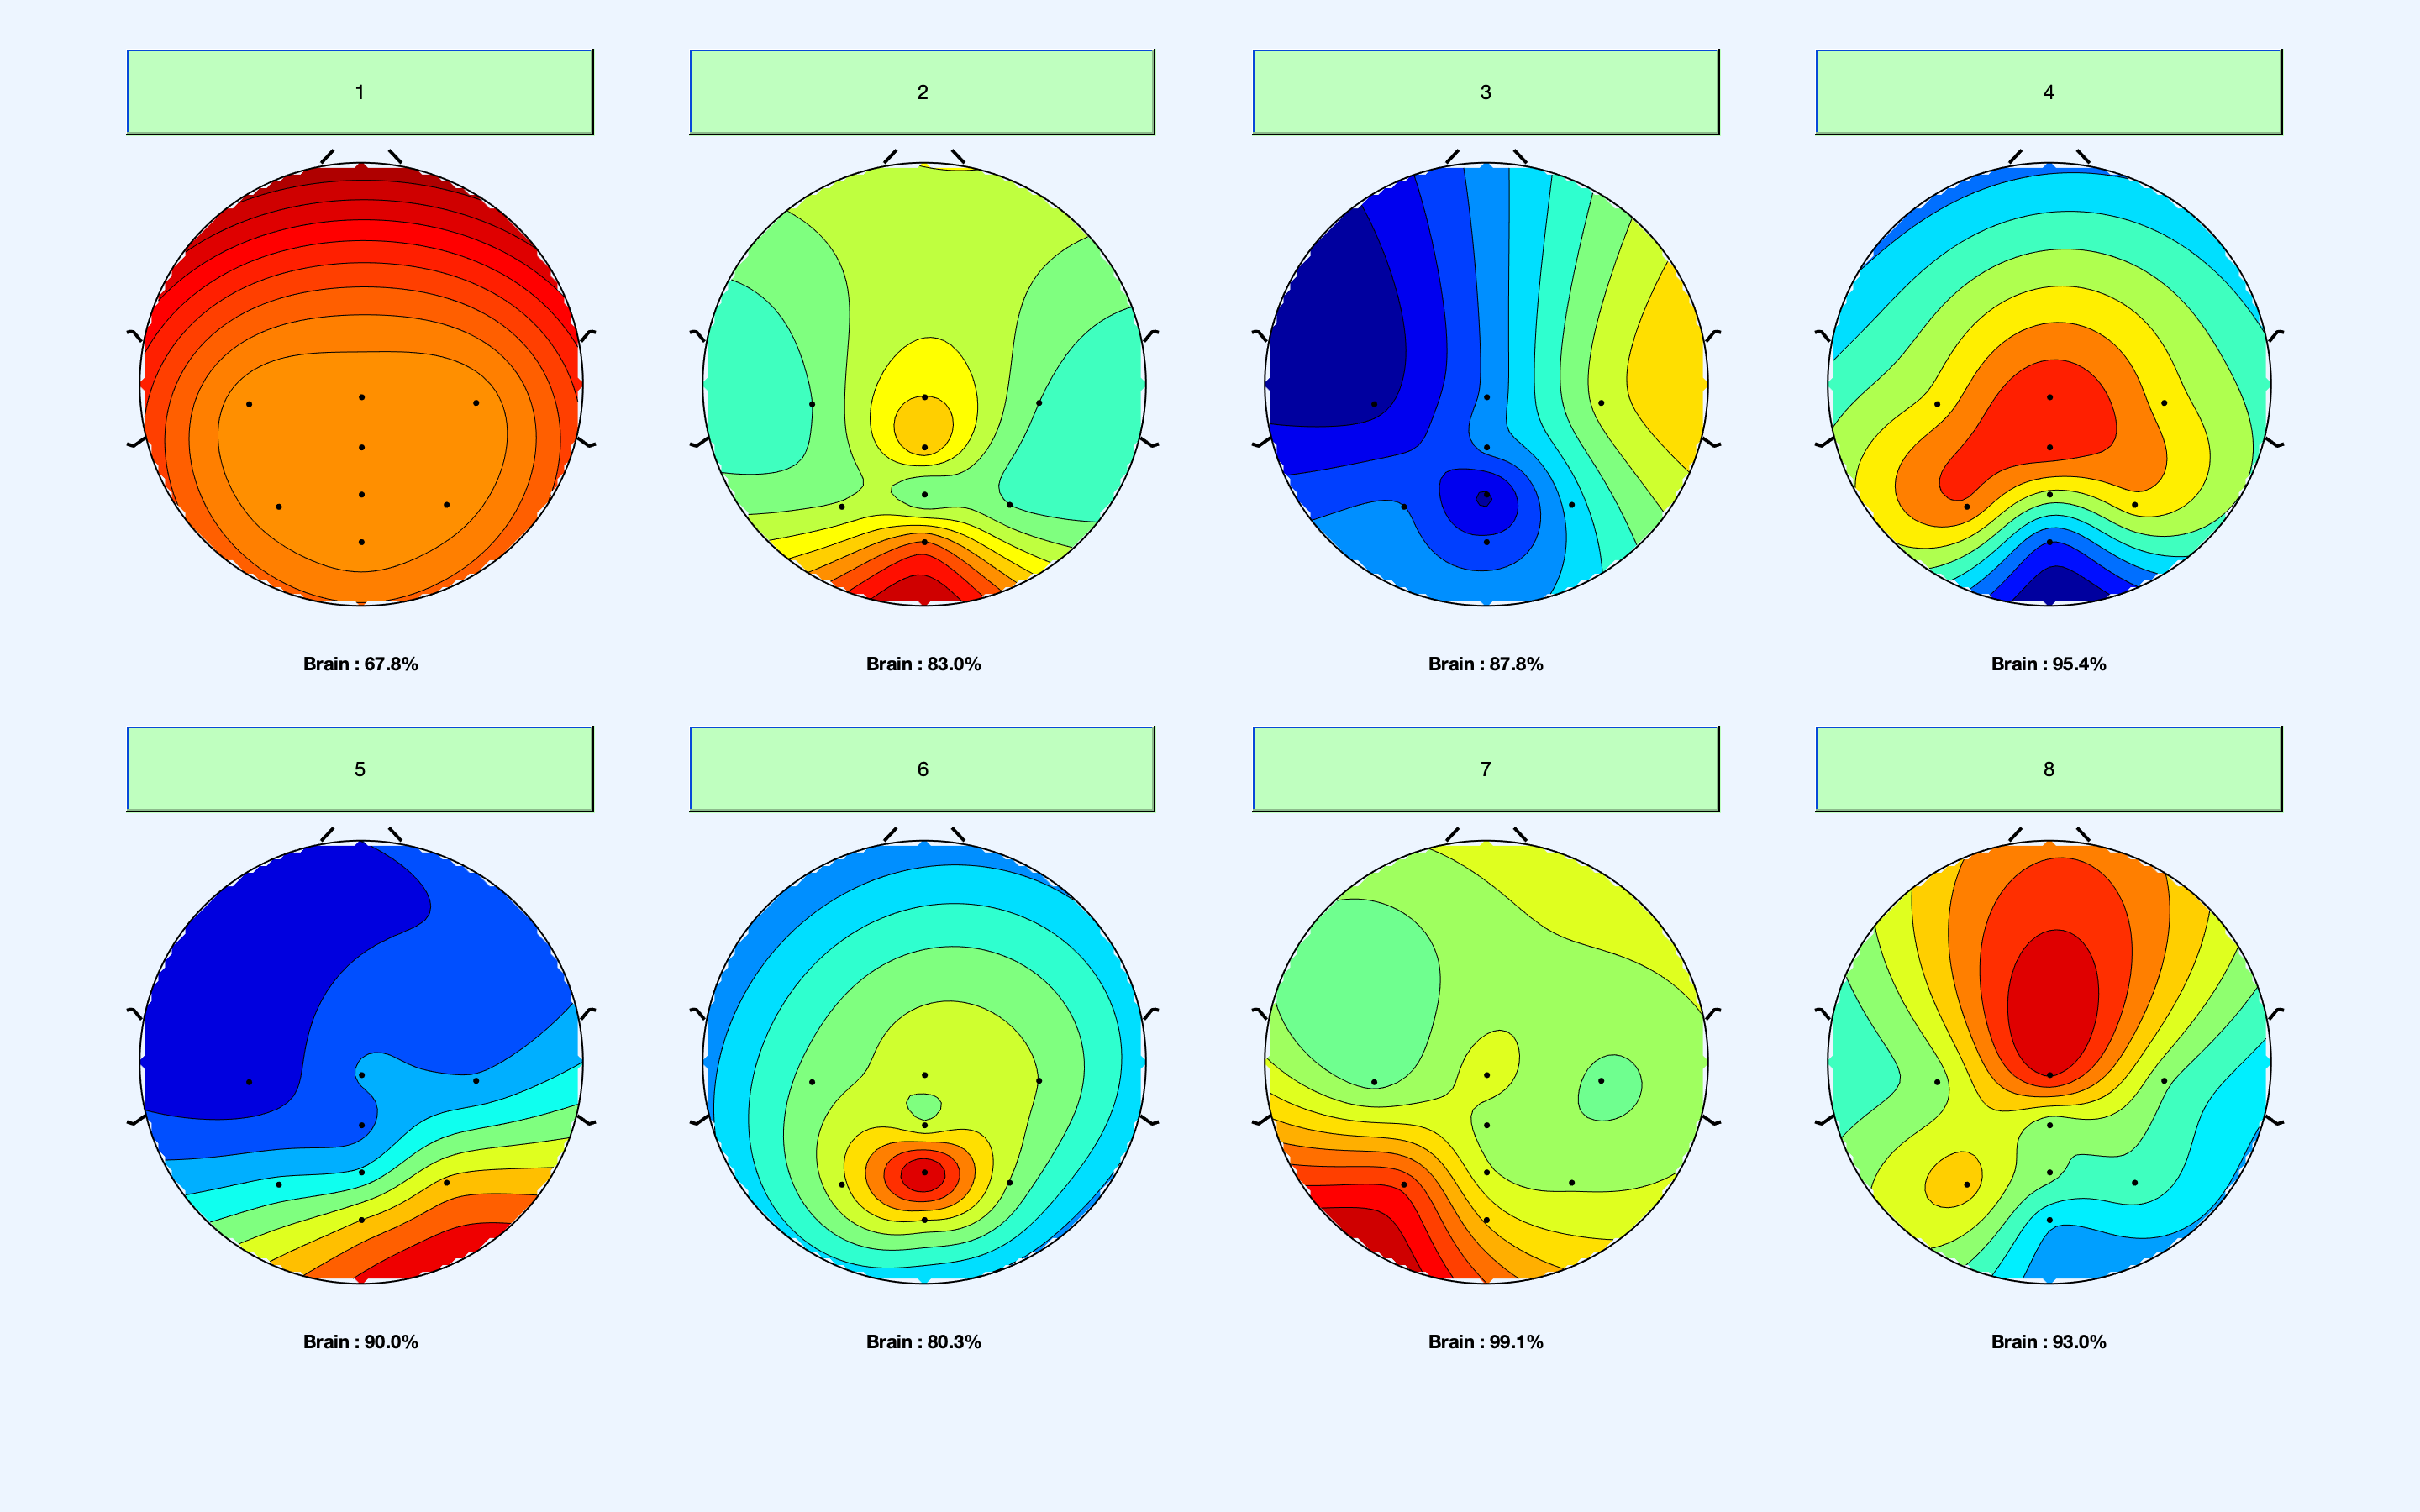 1
2
3
4
Brain : 67.8%
Brain : 83.0%
Brain : 87.8%
Brain : 95.4%
5
6
7
8
Brain : 90.0%
Brain : 80.3%
Brain : 99.1%
Brain : 93.0%